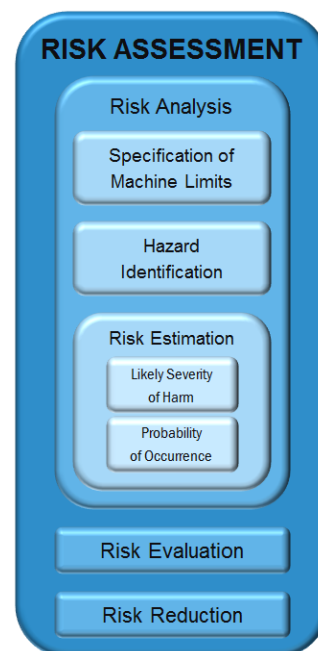 RISK ASSESSMENT
Risk Analysis
Specification of
Machine Limits
Hazard
Identification
Risk Estimation
Likely Severity
of Harm
Probability
of Occurrence
Risk Evaluation
Risk Reduction